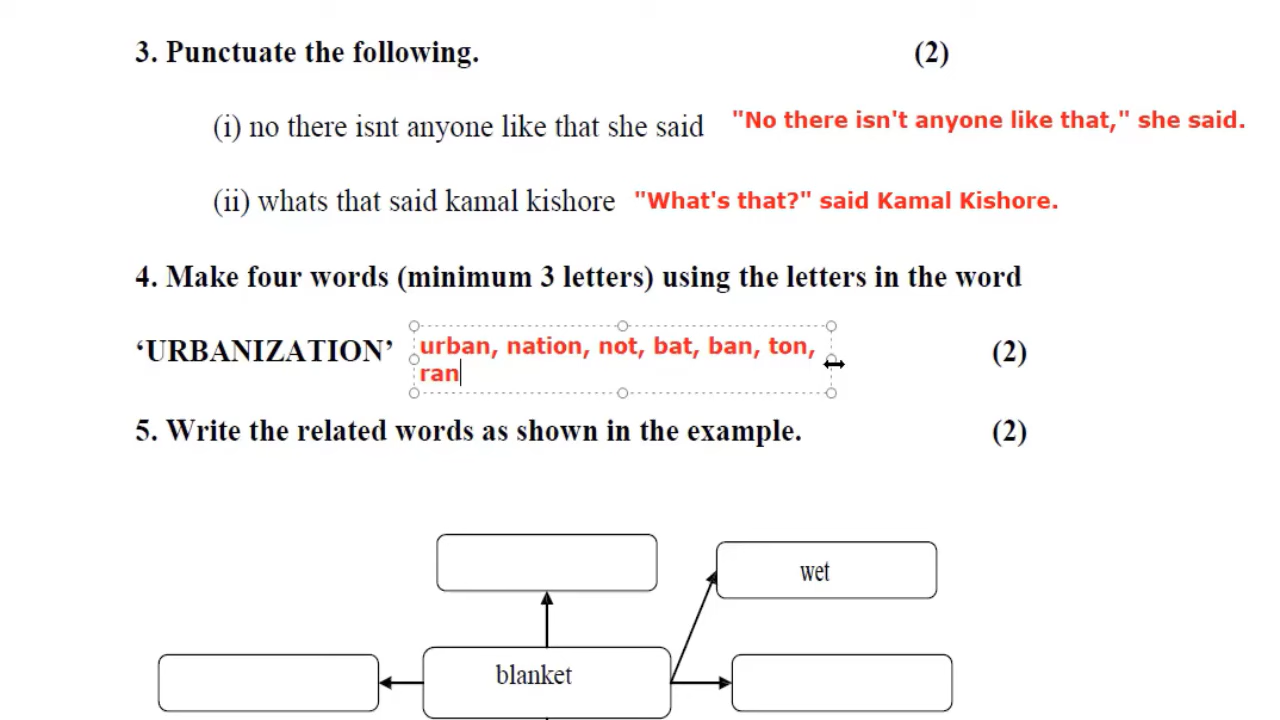 3. Punctuate the following. (2)
(i) no there isnt anyone like that she said "No there isn't anyone like that," she said.
(ii) whats that said kamal kishore "What's that?" said Kamal Kishore.
4. Make four words (minimum 3 letters) using the letters in the word
‘URBANIZATION’ urban, nation, not, bat, ban, ton, (2)
ran
5. Write the related words as shown in the example. (2)
wet
blanket